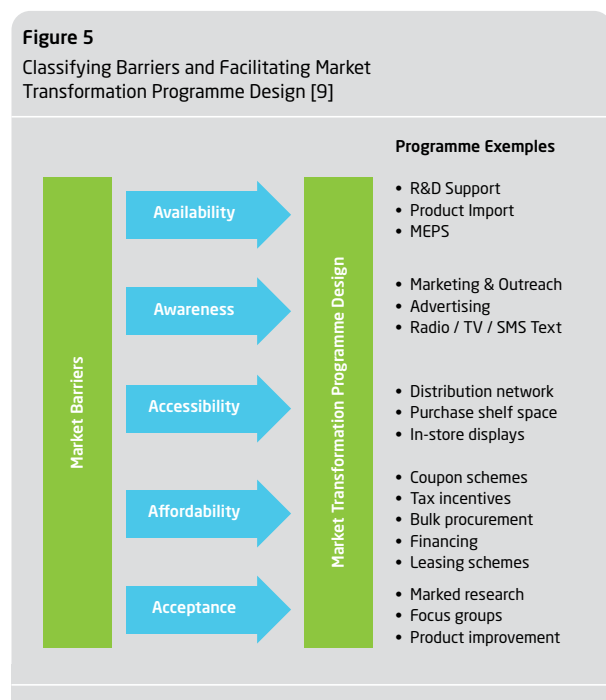 Figure 5
Classifying Barriers and Facilitating Market
Transformation Programme Design [9]
Programme Exemples
Market Barriers
Availability
Awareness
Accessibility
Affordability
Acceptance
Market Transformation Programme Design
• R&D Support
• Product Import
• MEPS
• Marketing & Outreach
• Advertising
• Radio / TV / SMS Text
• Distribution network
• Purchase shelf space
• In-store displays
• Coupon schemes
• Tax incentives
• Bulk procurement
• Financing
• Leasing schemes
• Marked research
• Focus groups
• Product improvement